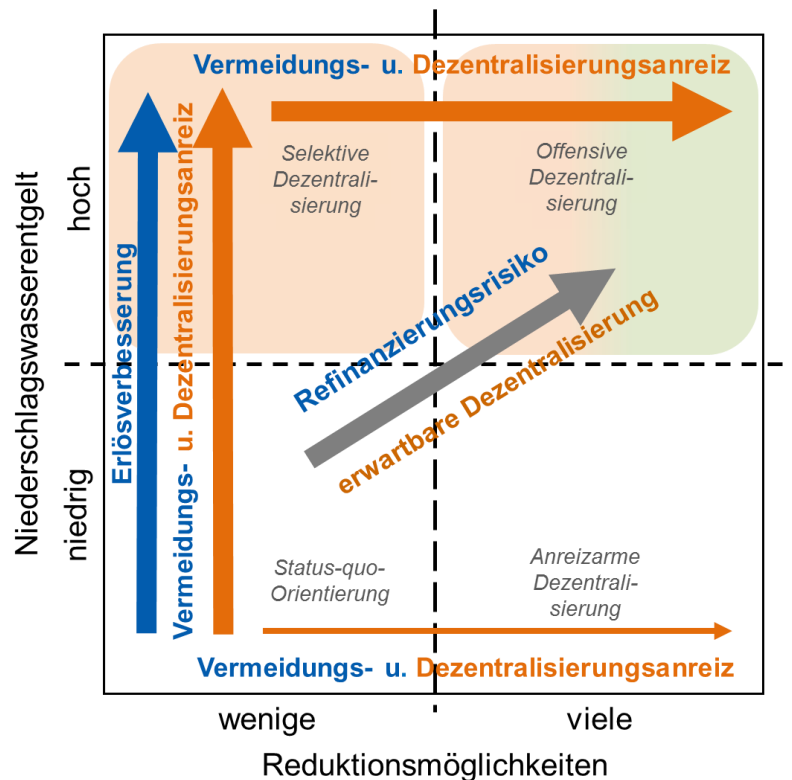 Vermeidungs- u. Dezentralisierungsanreiz
Selektive
Dezentrali-
sierung
Offensive
Dezentrali-
sierung
Niederschlagswasserentgelt
hoch
niedrig
Erlösverbesserung
Vermeidungs- u. Dezentralisierungsanreiz
Refinanzierungsrisiko
erwartbare Dezentralisierung
Status-quo-
Orientierung
Anreizarme
Dezentrali-
sierung
Vermeidungs- u. Dezentralisierungsanreiz
wenige
viele
Reduktionsmöglichkeiten